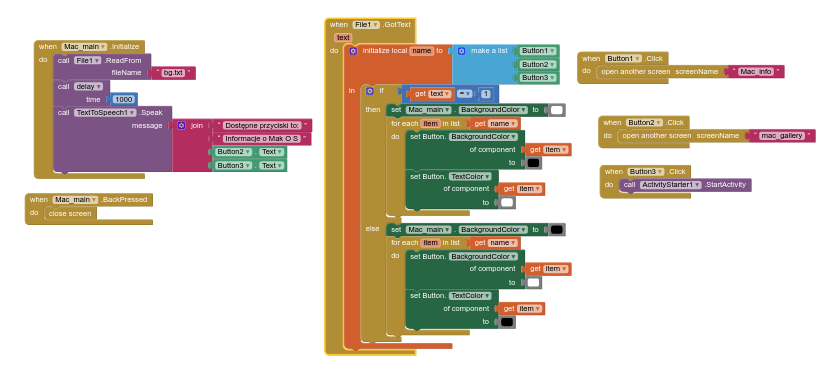 when Mac_main .Initialize
do call File1 .ReadFrom
fileName "bg.txt"
call delay
time 1000
call TextToSpeech1 .Speak
message join "Dostępne przyciski to:"
"Informacje o Mak O S"
Button2 . Text
Button3 . Text
when Mac_main .BackPressed
do close screen
when File1 .GotText
text
do initialize local name to make a list Button1
Button2
Button3
in if get text = 1
then set Mac_main . BackgroundColor to
for each item in list get name
do set Button. BackgroundColor
of component get item
to
set Button. TextColor
of component get item
to
else set Mac_main . BackgroundColor to
for each item in list get name
do set Button. BackgroundColor
of component get item
to
set Button. TextColor
of component get item
to
when Button1 .Click
do open another screen screenName "Mac_info"
when Button2 .Click
do open another screen screenName "mac_gallery"
when Button3 .Click
do call ActivityStarter1 .StartActivity